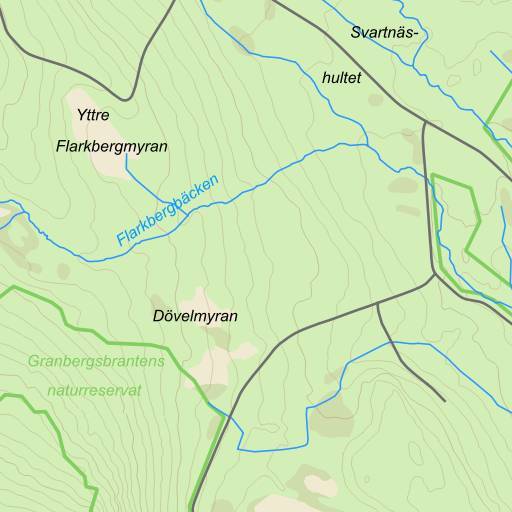 Svartnäs-
hultet
Yttre
Flarkbergmyran
Flarkbergbäcken
Dövelmyran
Granbergsbrantens
naturreservat